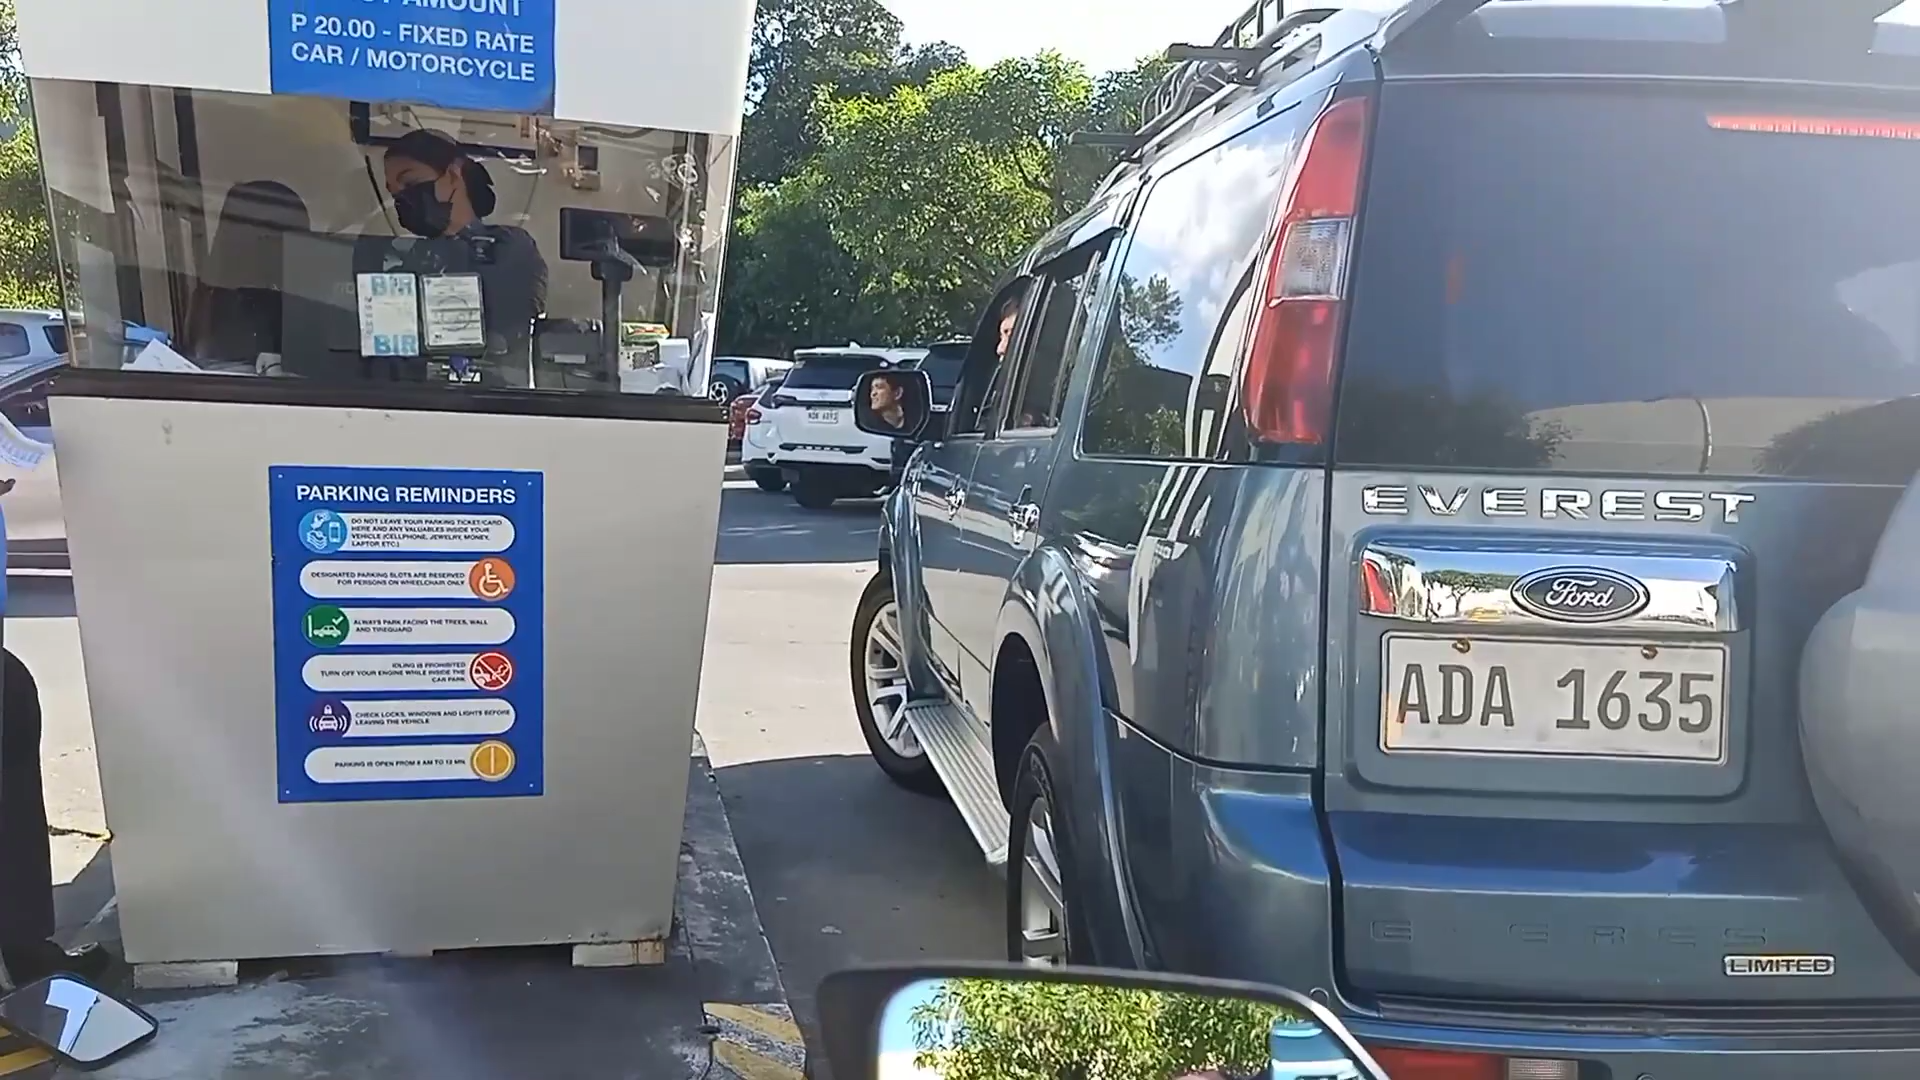 AMOUNT
P 20.00 - FIXED RATE
CAR / MOTORCYCLE
BIR
BIR
PARKING REMINDERS
DO NOT LEAVE YOUR PARKING TICKET/CARD
HERE AND ANY VALUABLES INSIDE YOUR
VEHICLE (CELLPHONE, JEWELRY, MONEY,
LAPTOP, ETC.)
DESIGNATED PARKING SLOTS ARE RESERVED
FOR PERSONS ON WHEELCHAIR ONLY
ALWAYS PARK FACING THE TREES, WALL
AND TIREGUARD
IDLING IS PROHIBITED
TURN OFF YOUR ENGINE WHILE INSIDE THE
CAR PARK
CHECK LOCKS, WINDOWS AND LIGHTS BEFORE
LEAVING THE VEHICLE
PARKING IS OPEN FROM 5 AM TO 12 MN.
EVEREST
Ford
ADA 1635
LIMITED